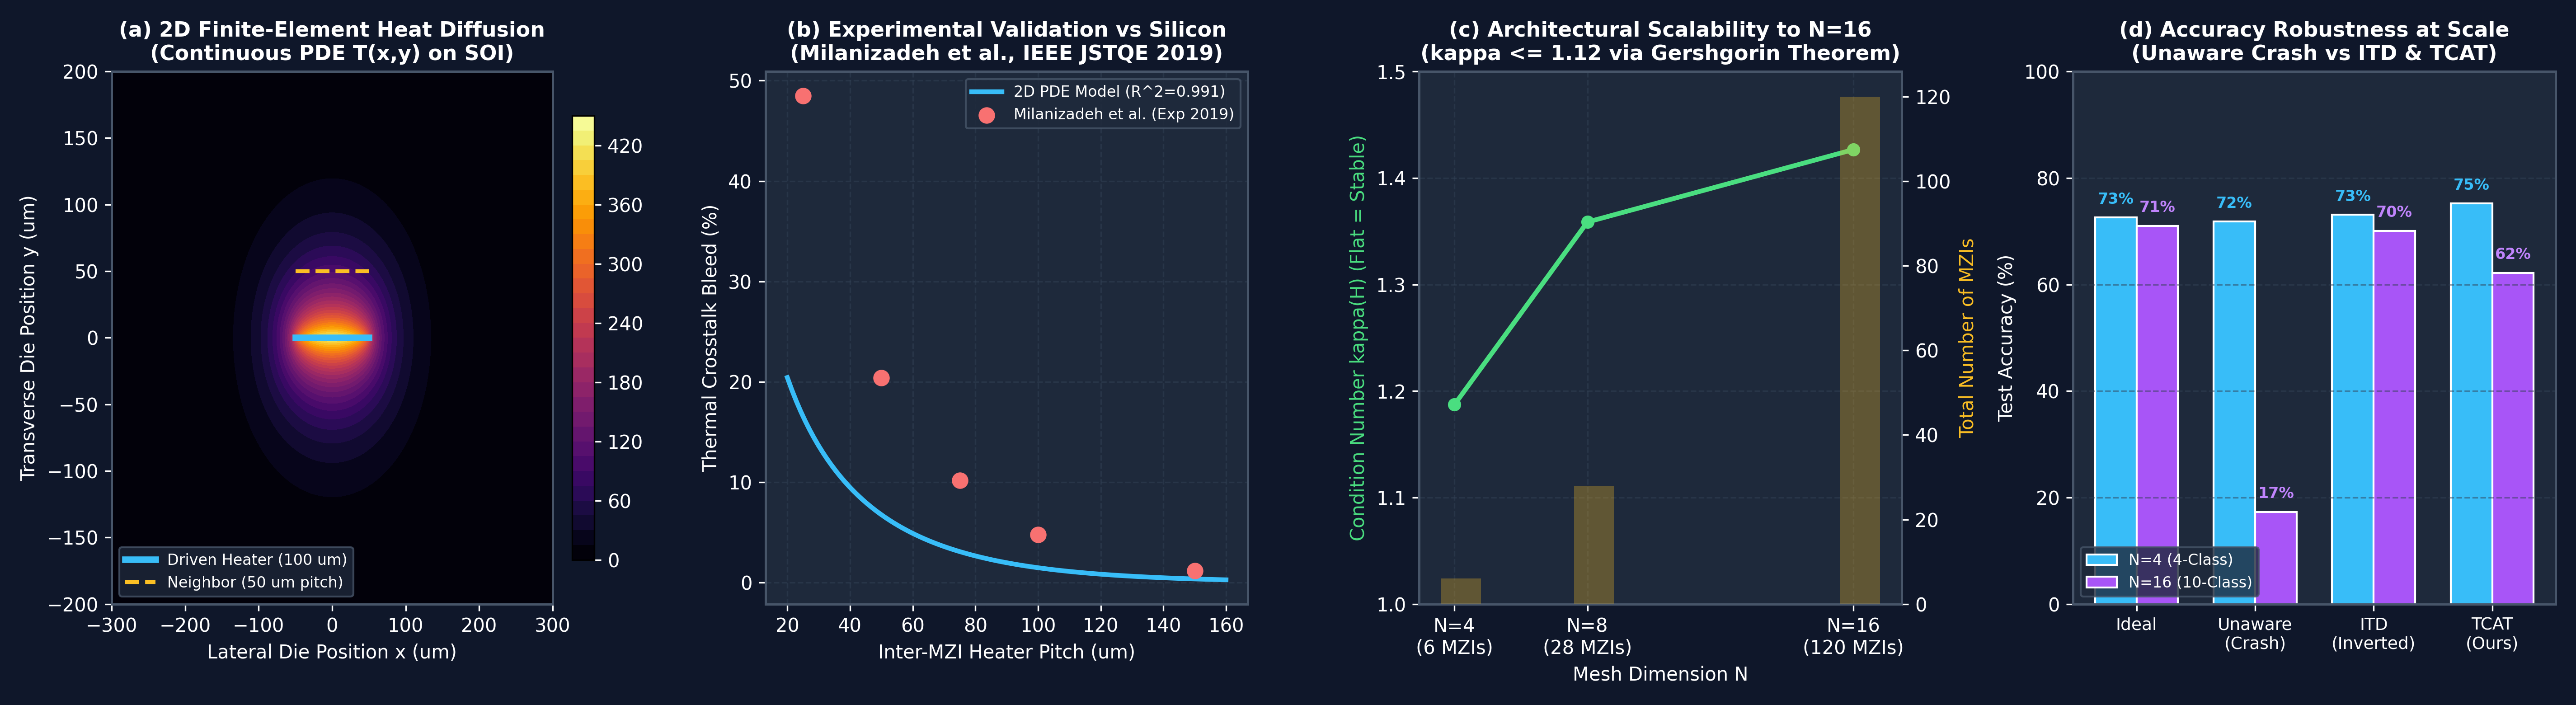 (a) 2D Finite-Element Heat Diffusion
(Continuous PDE T(x,y) on SOI)
200
150
100
50
0
−50
−100
−150
−200
Transverse Die Position y (um)
−300
−200
−100
0
100
200
300
Lateral Die Position x (um)
Driven Heater (100 um)
Neighbor (50 um pitch)
420
360
300
240
180
120
60
0
(b) Experimental Validation vs Silicon
(Milanizadeh et al., IEEE JSTQE 2019)
50
40
30
20
10
0
Thermal Crosstalk Bleed (%)
20
40
60
80
100
120
140
160
Inter-MZI Heater Pitch (um)
2D PDE Model (R^2=0.991)
Milanizadeh et al. (Exp 2019)
(c) Architectural Scalability to N=16
(kappa <= 1.12 via Gershgorin Theorem)
1.5
1.4
1.3
1.2
1.1
1.0
Condition Number kappa(H) (Flat = Stable)
N=4
(6 MZIs)
N=8
(28 MZIs)
N=16
(120 MZIs)
Mesh Dimension N
120
100
80
60
40
20
0
Total Number of MZIs
(d) Accuracy Robustness at Scale
(Unaware Crash vs ITD & TCAT)
100
80
60
40
20
0
Test Accuracy (%)
73%
71%
72%
17%
73%
70%
75%
62%
N=4 (4-Class)
N=16 (10-Class)
Ideal
Unaware
(Crash)
ITD
(Inverted)
TCAT
(Ours)